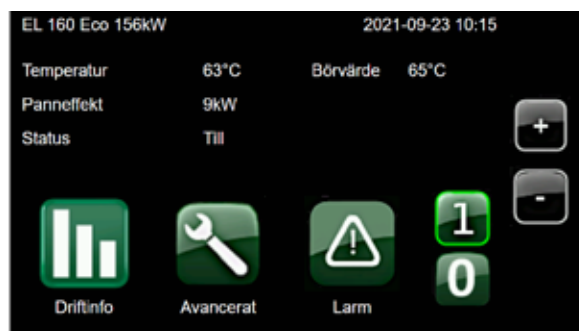 EL 160 Eco 156kW 2021-09-23 10:15
Temperatur 63°C Börvärde 65°C
Panneffekt 9kW
Status Till
+
-
1
0
Driftinfo Avancerat Larm